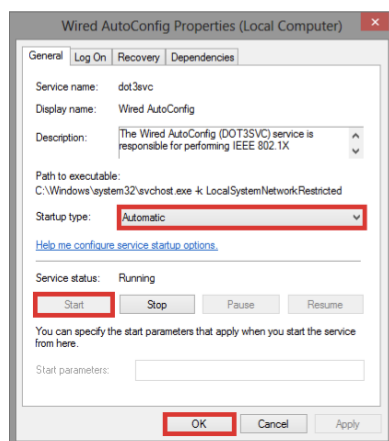 Wired AutoConfig Properties (Local Computer)
General Log On Recovery Dependencies
Service name: dot3svc
Display name: Wired AutoConfig
Description: The Wired AutoConfig (DOT3SVC) service is
responsible for performing IEEE 802.1X
Path to executable:
C:\Windows\system32\svchost.exe -k LocalSystemNetworkRestricted
Startup type: Automatic
Help me configure service startup options.
Service status: Running
Start Stop Pause Resume
You can specify the start parameters that apply when you start the service
from here.
Start parameters:
OK Cancel Apply